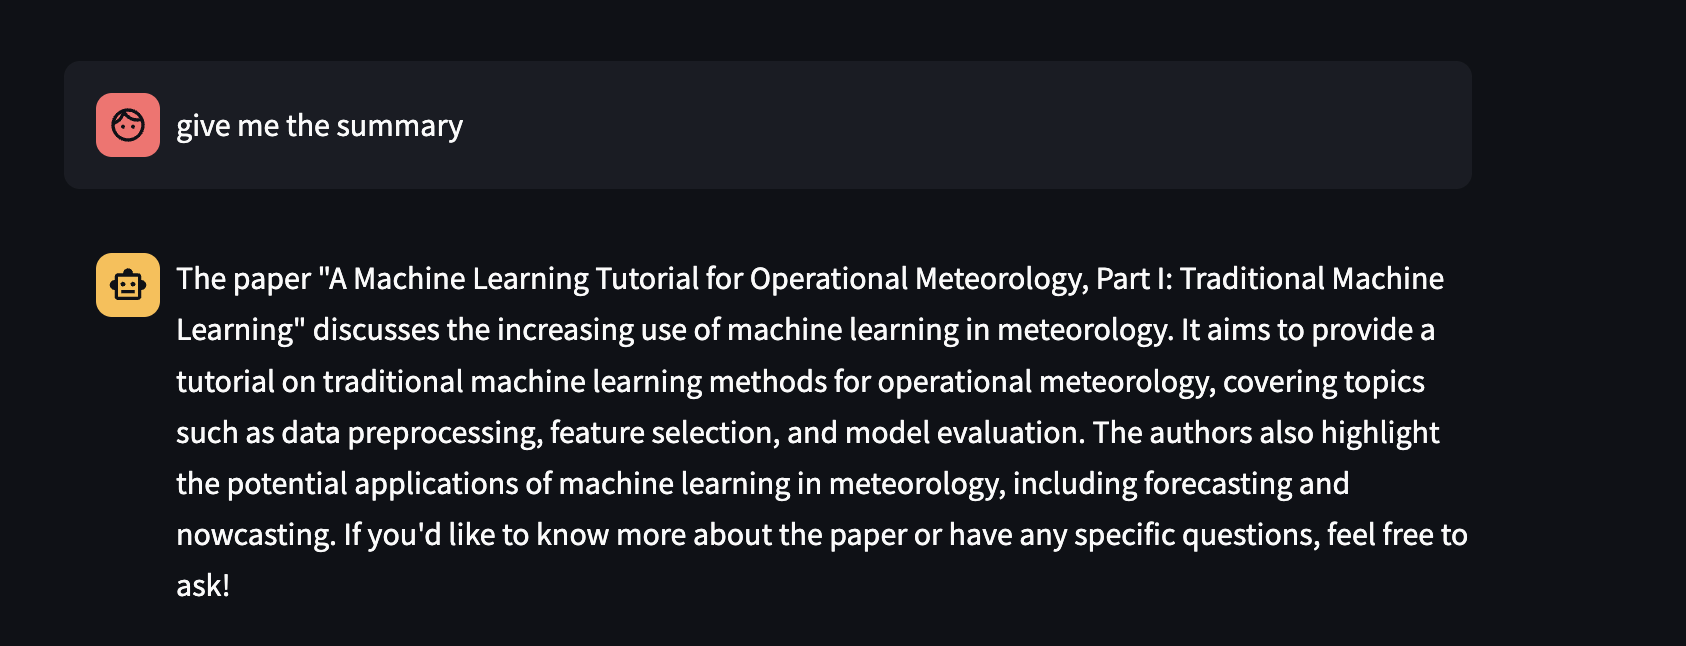 give me the summary
The paper "A Machine Learning Tutorial for Operational Meteorology, Part I: Traditional Machine
Learning" discusses the increasing use of machine learning in meteorology. It aims to provide a
tutorial on traditional machine learning methods for operational meteorology, covering topics
such as data preprocessing, feature selection, and model evaluation. The authors also highlight
the potential applications of machine learning in meteorology, including forecasting and
nowcasting. If you'd like to know more about the paper or have any specific questions, feel free to
ask!